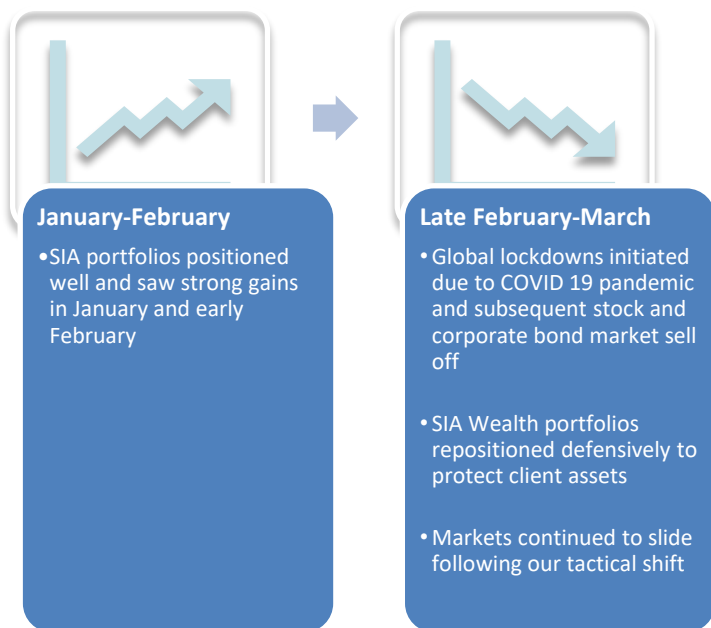 January-February
•SIA portfolios positioned
well and saw strong gains
in January and early
February
Late February-March
• Global lockdowns initiated
due to COVID 19 pandemic
and subsequent stock and
corporate bond market sell
off
• SIA Wealth portfolios
repositioned defensively to
protect client assets
• Markets continued to slide
following our tactical shift